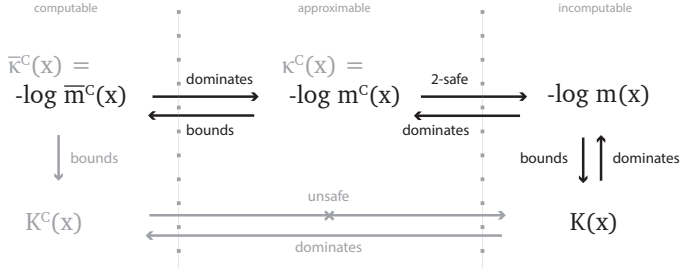 computable
approximable
incomputable
κ̅ᶜ(x) =
-log m̅ᶜ(x)
dominates
bounds
κᶜ(x) =
-log mᶜ(x)
2-safe
dominates
-log m(x)
bounds
bounds
dominates
Kᶜ(x)
unsafe
dominates
K(x)